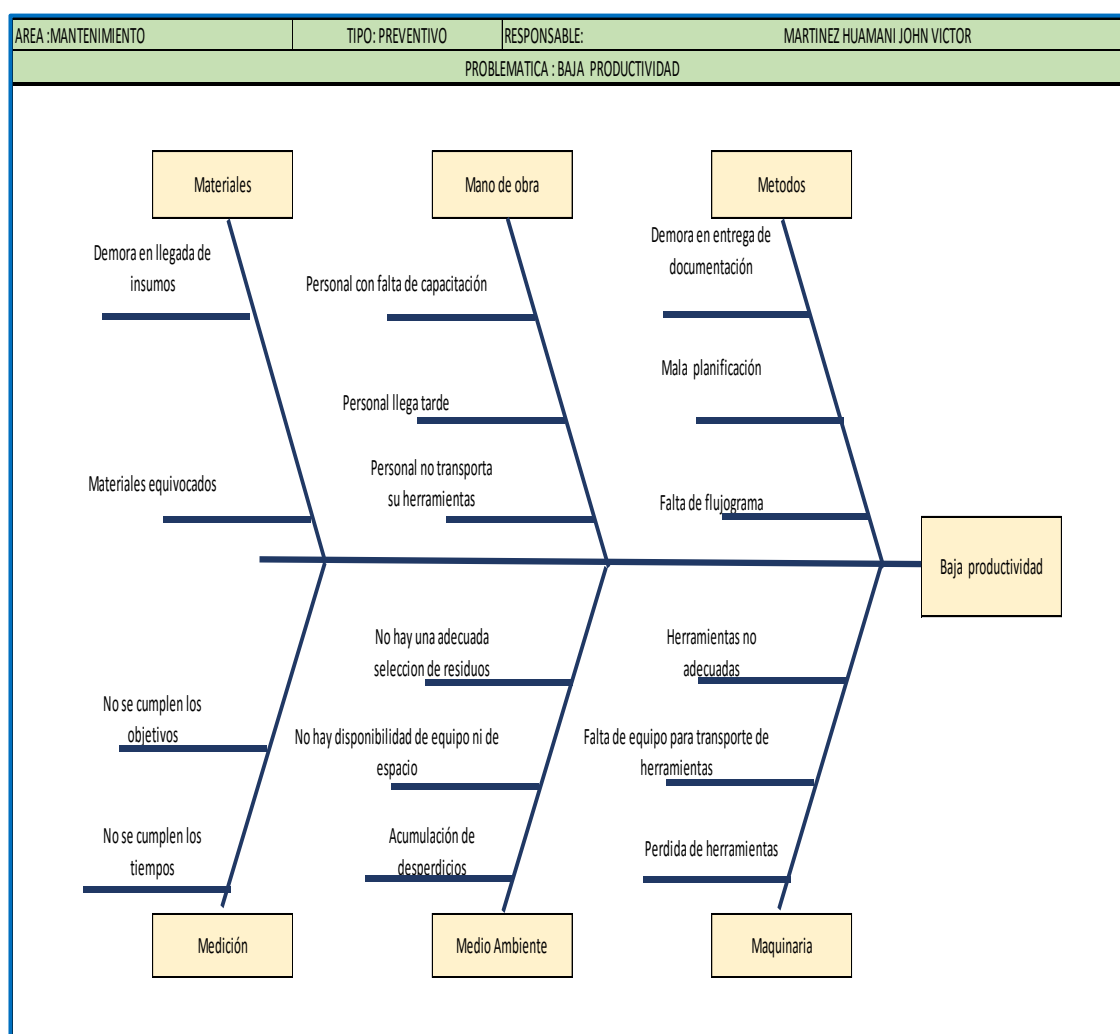 AREA :MANTENIMIENTO
TIPO: PREVENTIVO
RESPONSABLE:
MARTINEZ HUAMANI JOHN VICTOR
PROBLEMATICA : BAJA PRODUCTIVIDAD
Materiales
Mano de obra
Metodos
Demora en llegada de
insumos
Materiales equivocados
Personal con falta de capacitación
Personal llega tarde
Personal no transporta
su herramientas
Demora en entrega de
documentación
Mala planificación
Falta de flujograma
Baja productividad
No se cumplen los
objetivos
No se cumplen los
tiempos
No hay una adecuada
seleccion de residuos
No hay disponibilidad de equipo ni de
espacio
Acumulación de
desperdicios
Herramientas no
adecuadas
Falta de equipo para transporte de
herramientas
Perdida de herramientas
Medición
Medio Ambiente
Maquinaria